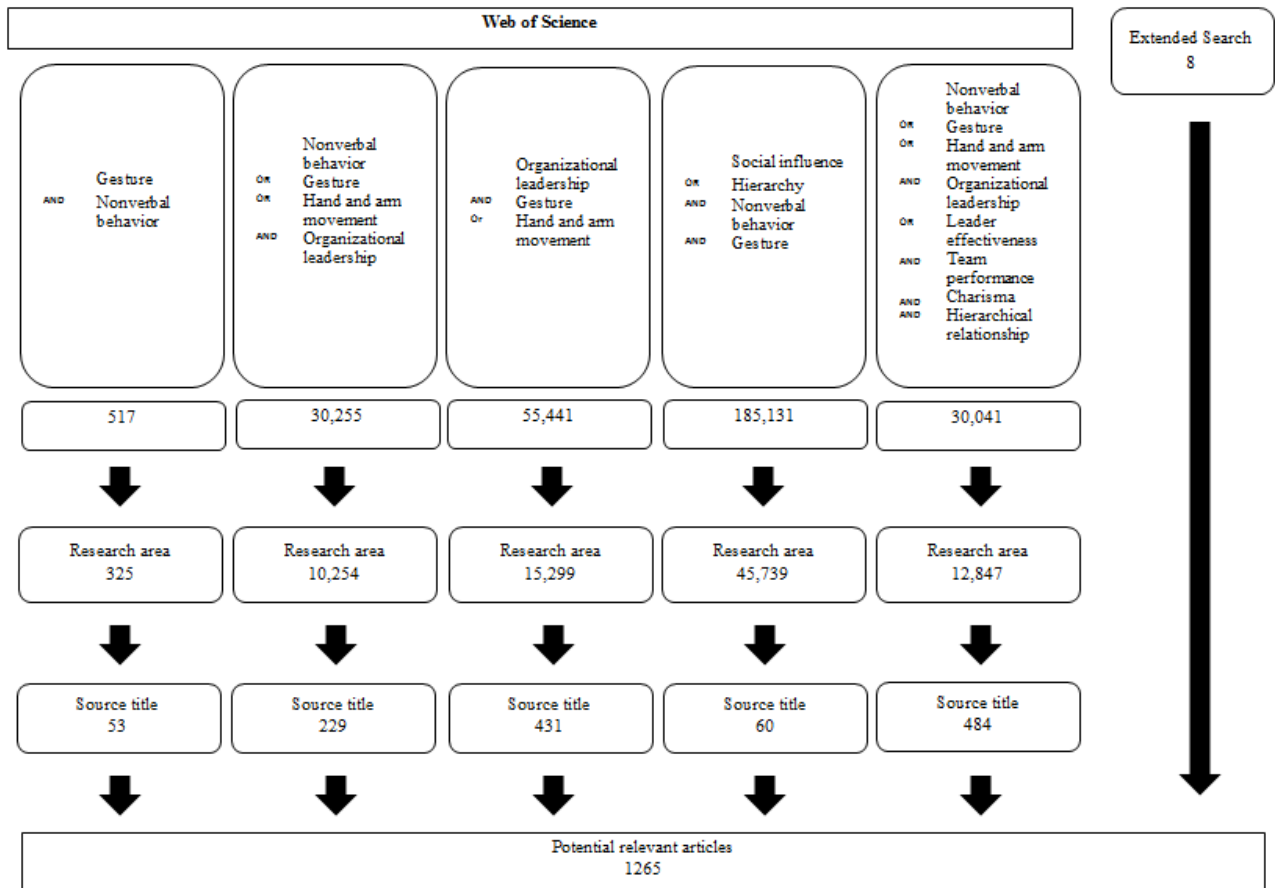 Web of Science
Extended Search
8
Gesture
AND Nonverbal
behavior
Nonverbal
behavior
OR Gesture
OR Hand and arm
movement
AND Organizational
leadership
Organizational
leadership
AND Gesture
Or Hand and arm
movement
Social influence
OR Hierarchy
AND Nonverbal
behavior
AND Gesture
Nonverbal
behavior
OR Gesture
OR Hand and arm
movement
AND Organizational
leadership
OR Leader
effectiveness
AND Team
performance
AND Charisma
AND Hierarchical
relationship
517
30,255
55,441
185,131
30,041
Research area
325
Research area
10,254
Research area
15,299
Research area
45,739
Research area
12,847
Source title
53
Source title
229
Source title
431
Source title
60
Source title
484
Potential relevant articles
1265